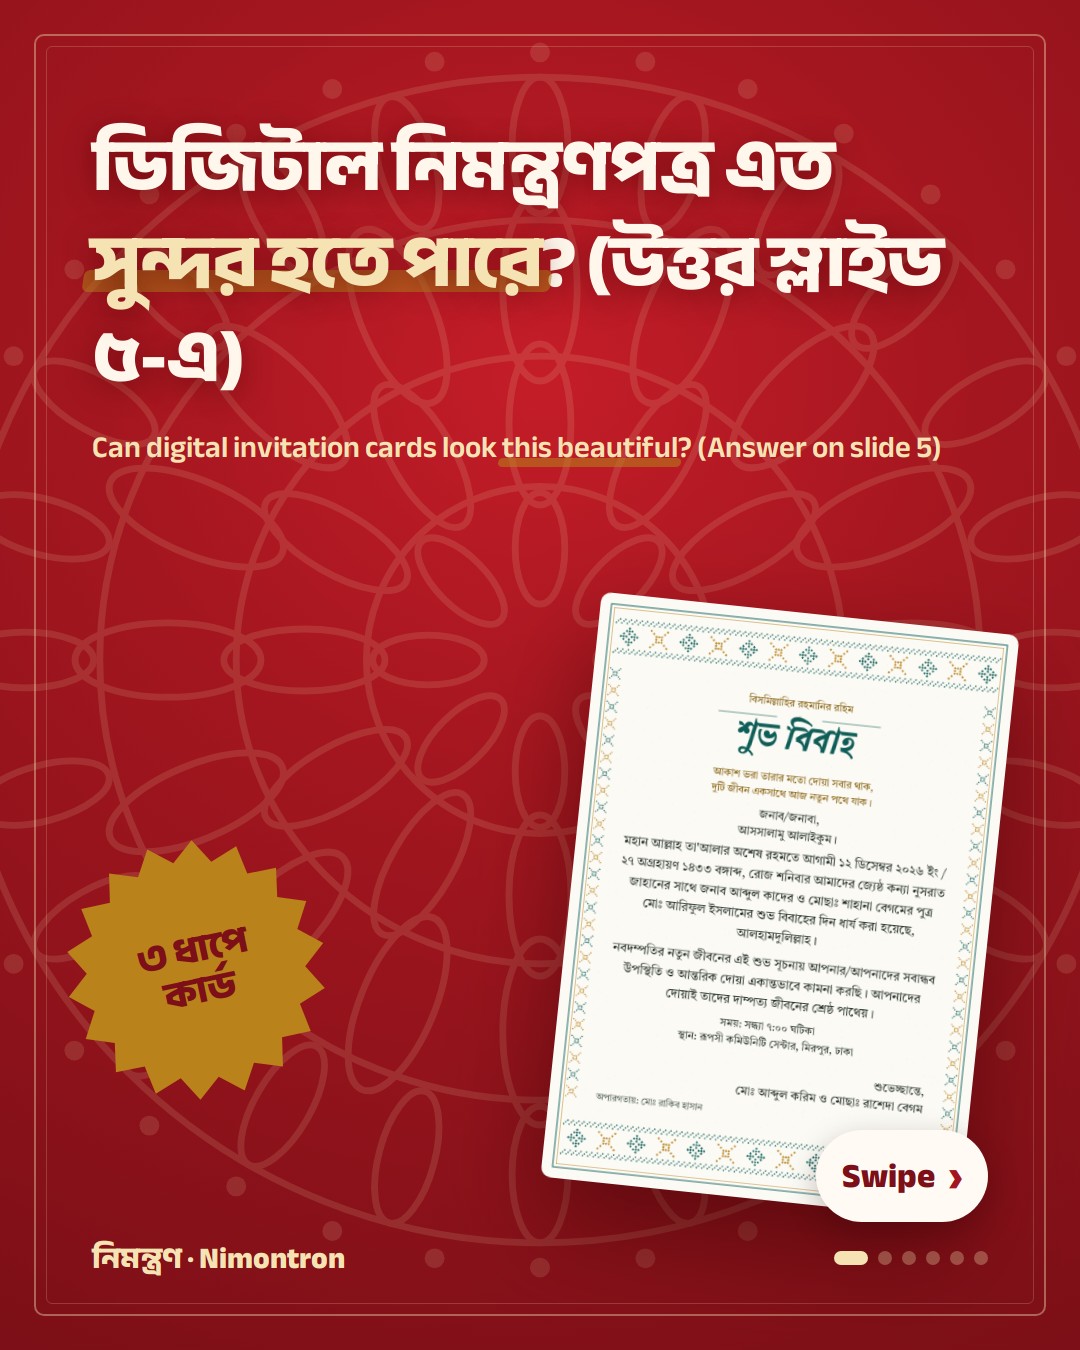 ডিজিটাল নিমন্ত্রণপত্র এত
সুন্দর হতে পারে? (উত্তর স্লাইড
৫-এ)
Can digital invitation cards look this beautiful? (Answer on slide 5)
বিসমিল্লাহির রহমানির রহিম
শুভ বিবাহ
আকাশ ভরা তারার মতো দোয়া সবার থাক,
দুটি জীবন একসাথে আজ নতুন পথে যাক।
জনাব/জনাবা,
আসসালামু আলাইকুম।
মহান আল্লাহ তা'আলার অশেষ রহমতে আগামী ১২ ডিসেম্বর ২০২৬ ইং /
২৭ অগ্রহায়ণ ১৪৩৩ বঙ্গাব্দ, রোজ শনিবার আমাদের জ্যেষ্ঠ কন্যা নুসরাত
জাহানের সাথে জনাব আব্দুল কাদের ও মোছাঃ শাহানা বেগমের পুত্র
মোঃ আরিফুল ইসলামের শুভ বিবাহের দিন ধার্য করা হয়েছে,
আলহামদুলিল্লাহ।
নবদম্পতির নতুন জীবনের এই শুভ সূচনায় আপনার/আপনাদের সবান্ধব
উপস্থিতি ও আন্তরিক দোয়া একান্তভাবে কামনা করছি। আপনাদের
দোয়াই তাদের দাম্পত্য জীবনের শ্রেষ্ঠ পাথেয়।
সময়: সন্ধ্যা ৭:০০ ঘটিকা
স্থান: রূপসী কমিউনিটি সেন্টার, মিরপুর, ঢাকা
শুভেচ্ছান্তে,
মোঃ আব্দুল করিম ও মোছাঃ রাশেদা বেগম
অপারগতায়: মোঃ রাকিব হাসান
৩ ধাপে
কার্ড
Swipe ›
নিমন্ত্রণ · Nimontron